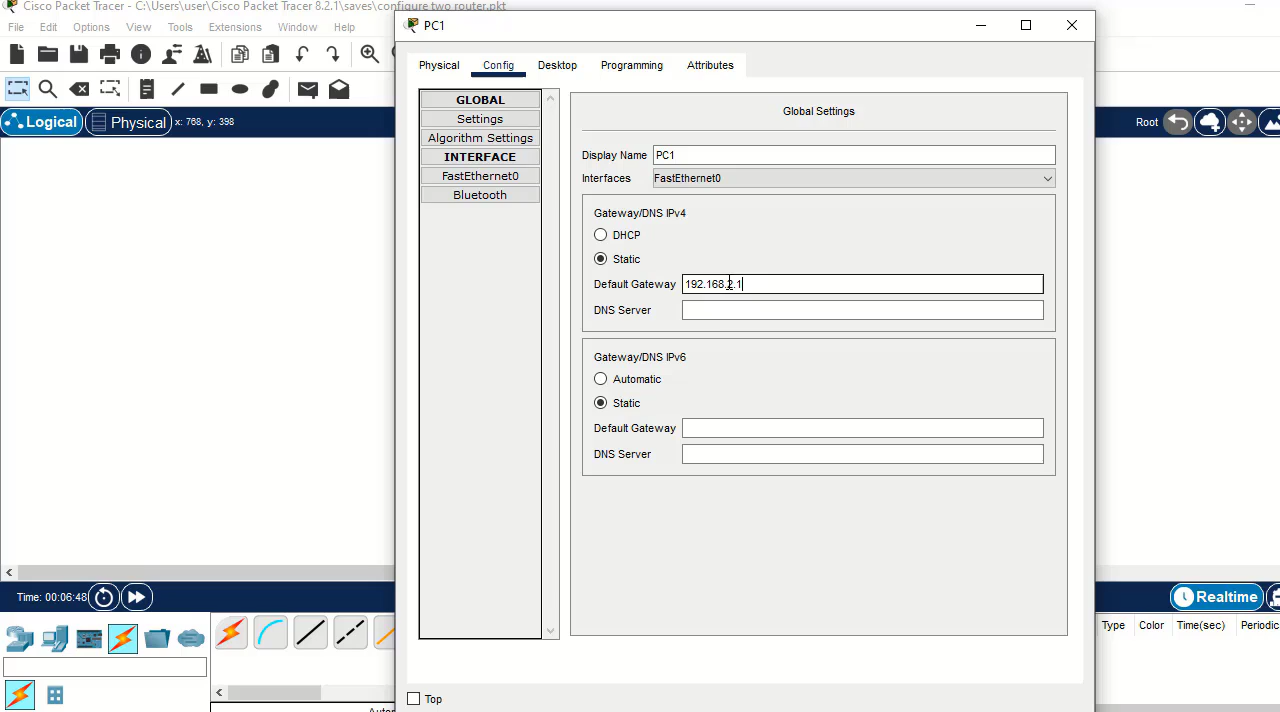 Cisco Packet Tracer - C:\Users\user\Cisco Packet Tracer 8.2.1\saves\configure two router.pkt
File Edit Options View Tools Extensions Window Help
Logical Physical x: 768, y: 398
Root
PC1
Physical Config Desktop Programming Attributes
GLOBAL
Settings
Algorithm Settings
INTERFACE
FastEthernet0
Bluetooth
Global Settings
Display Name PC1
Interfaces FastEthernet0
Gateway/DNS IPv4
DHCP
Static
Default Gateway 192.168.2.1
DNS Server
Gateway/DNS IPv6
Automatic
Static
Default Gateway
DNS Server
Top
Time: 00:06:48
Realtime
Type Color Time(sec) Periodic